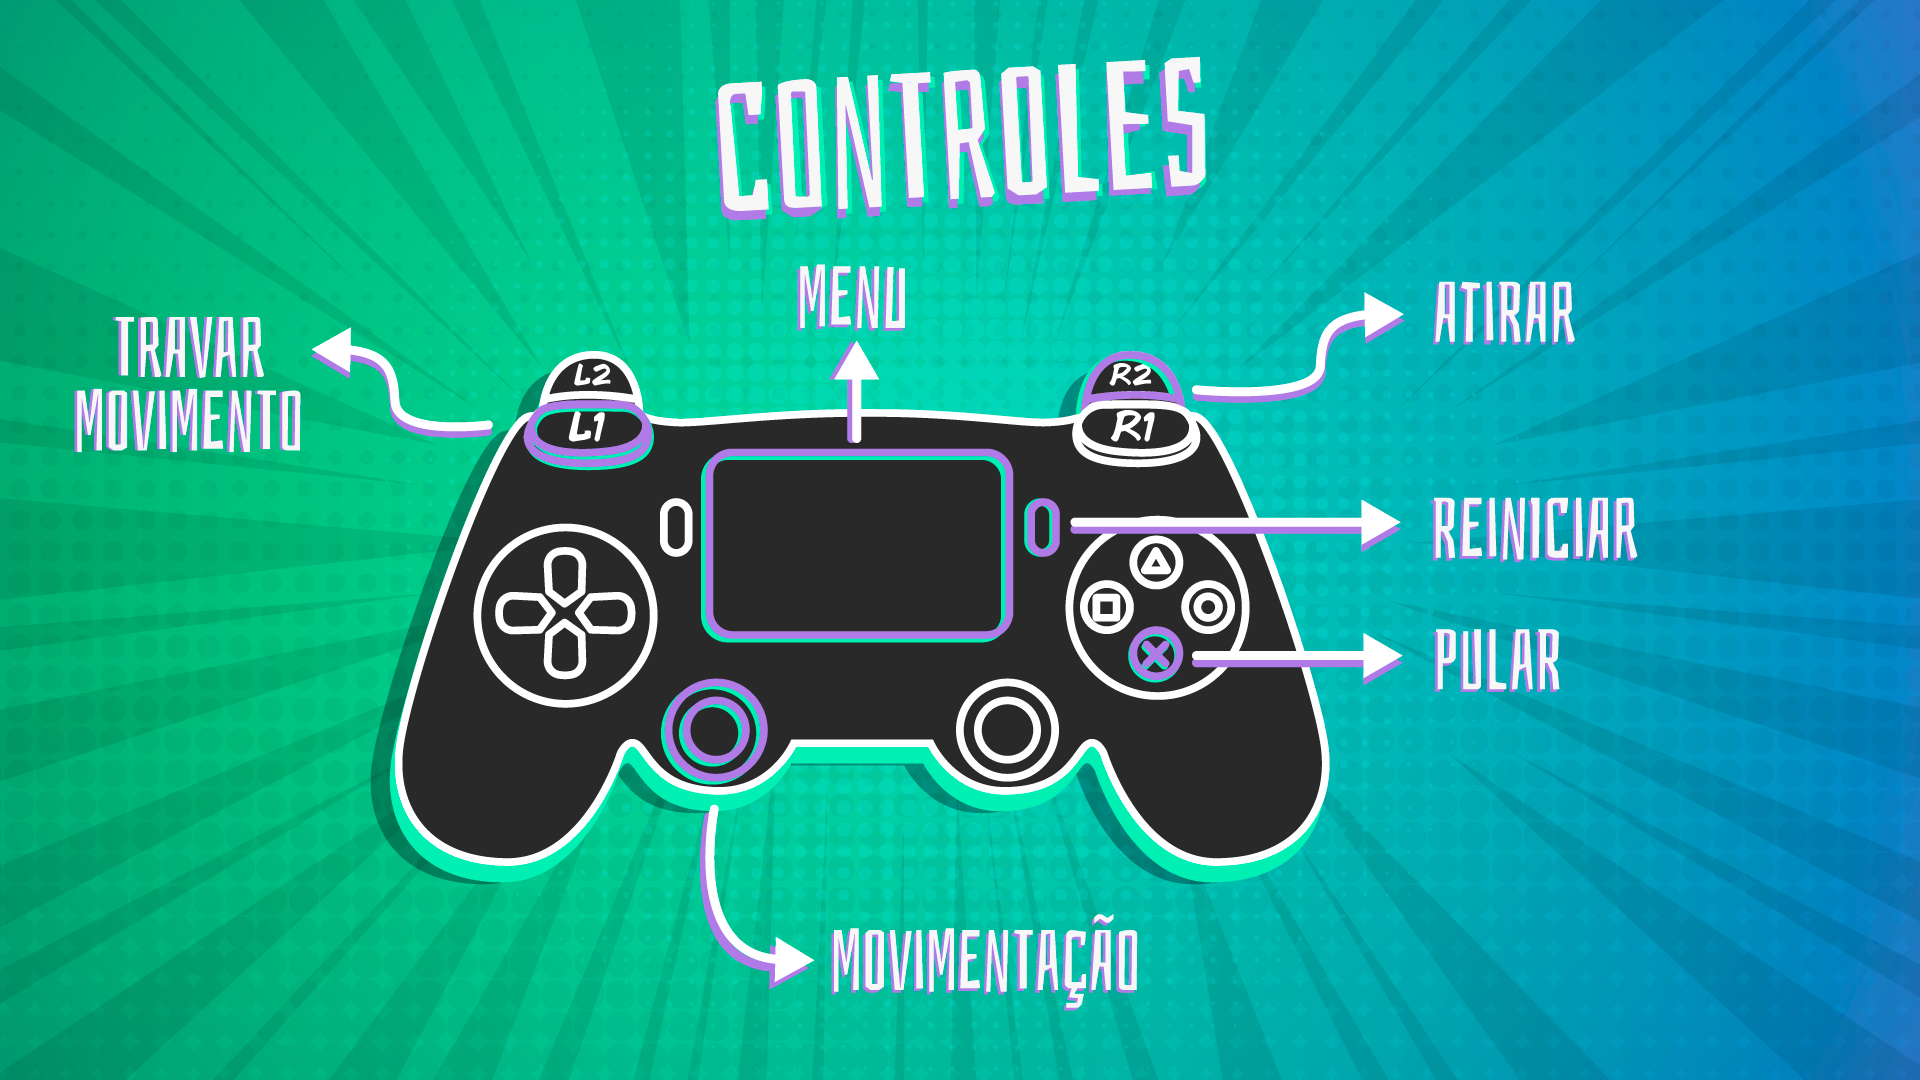 CONTROLES
MENU
ATIRAR
TRAVAR
MOVIMENTO
L2
L1
R2
R1
REINICIAR
PULAR
MOVIMENTAÇÃO